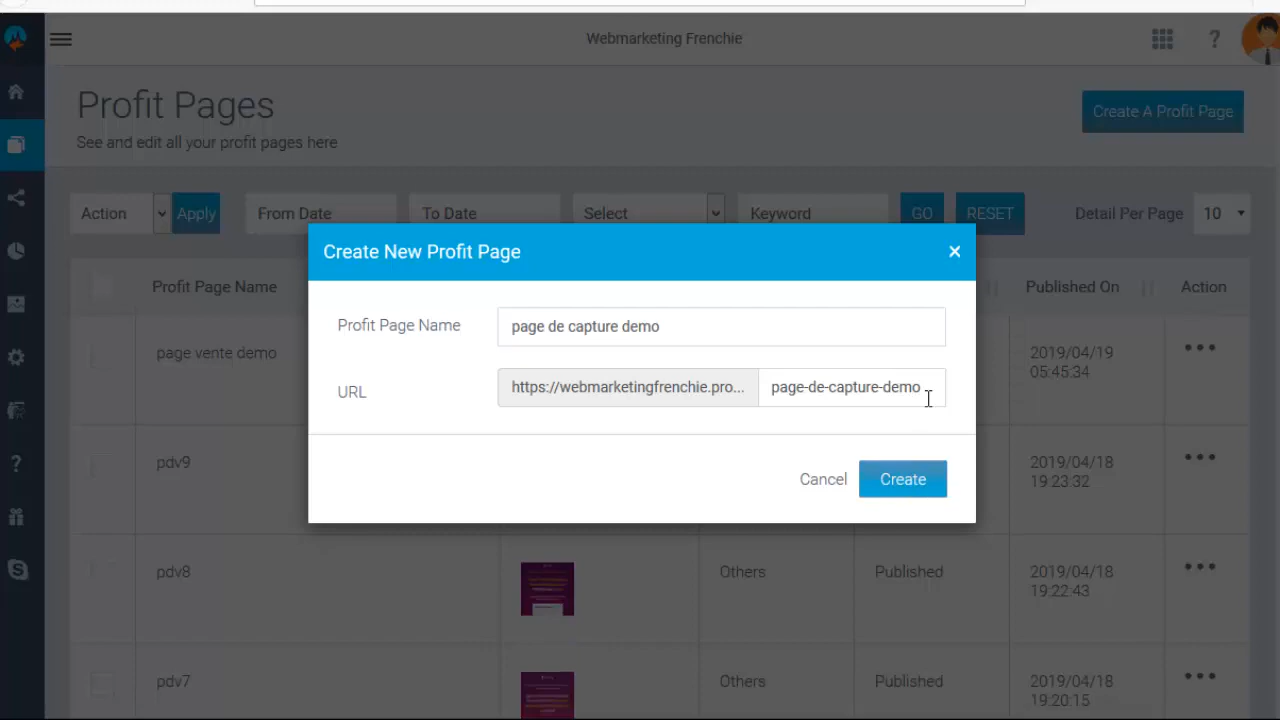 Webmarketing Frenchie
?
Profit Pages
Create A Profit Page
See and edit all your profit pages here
Action Apply From Date To Date Select Keyword GO RESET Detail Per Page 10
Create New Profit Page ×
Profit Page Name page de capture demo
URL https://webmarketingfrenchie.pro... page-de-capture-demo
Cancel Create
Profit Page Name Published On Action
page vente demo 2019/04/19
05:45:34
pdv9 2019/04/18
19:23:32
?
pdv8 Others Published 2019/04/18
19:22:43
pdv7 Others Published 2019/04/18
19:20:15